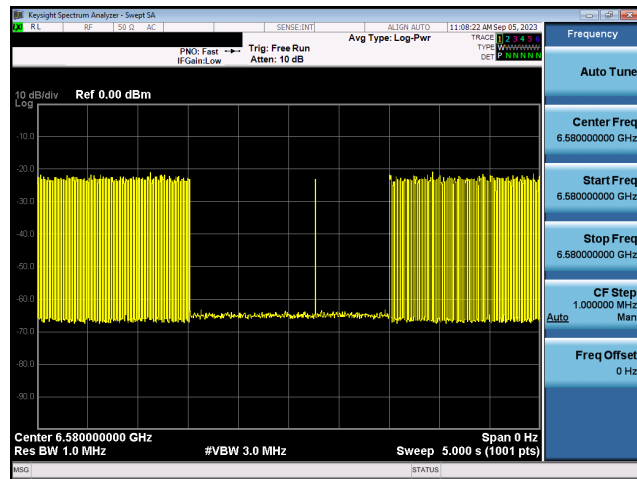 Keysight Spectrum Analyzer - Swept SA
LXI RL RF 50 Ω AC SENSE:INT ALIGN AUTO 11:08:22 AM Sep 05, 2023
PNO: Fast Trig: Free Run Avg Type: Log-Pwr TRACE 1 2 3 4 5 6
IFGain:Low Atten: 10 dB TYPE W
DET P N N N N N
10 dB/div Ref 0.00 dBm
Log
-10.0
-20.0
-30.0
-40.0
-50.0
-60.0
-70.0
-80.0
-90.0
Center 6.580000000 GHz Span 0 Hz
Res BW 1.0 MHz #VBW 3.0 MHz Sweep 5.000 s (1001 pts)
MSG STATUS
Frequency
Auto Tune
Center Freq
6.580000000 GHz
Start Freq
6.580000000 GHz
Stop Freq
6.580000000 GHz
CF Step
1.000000 MHz
Auto Man
Freq Offset
0 Hz